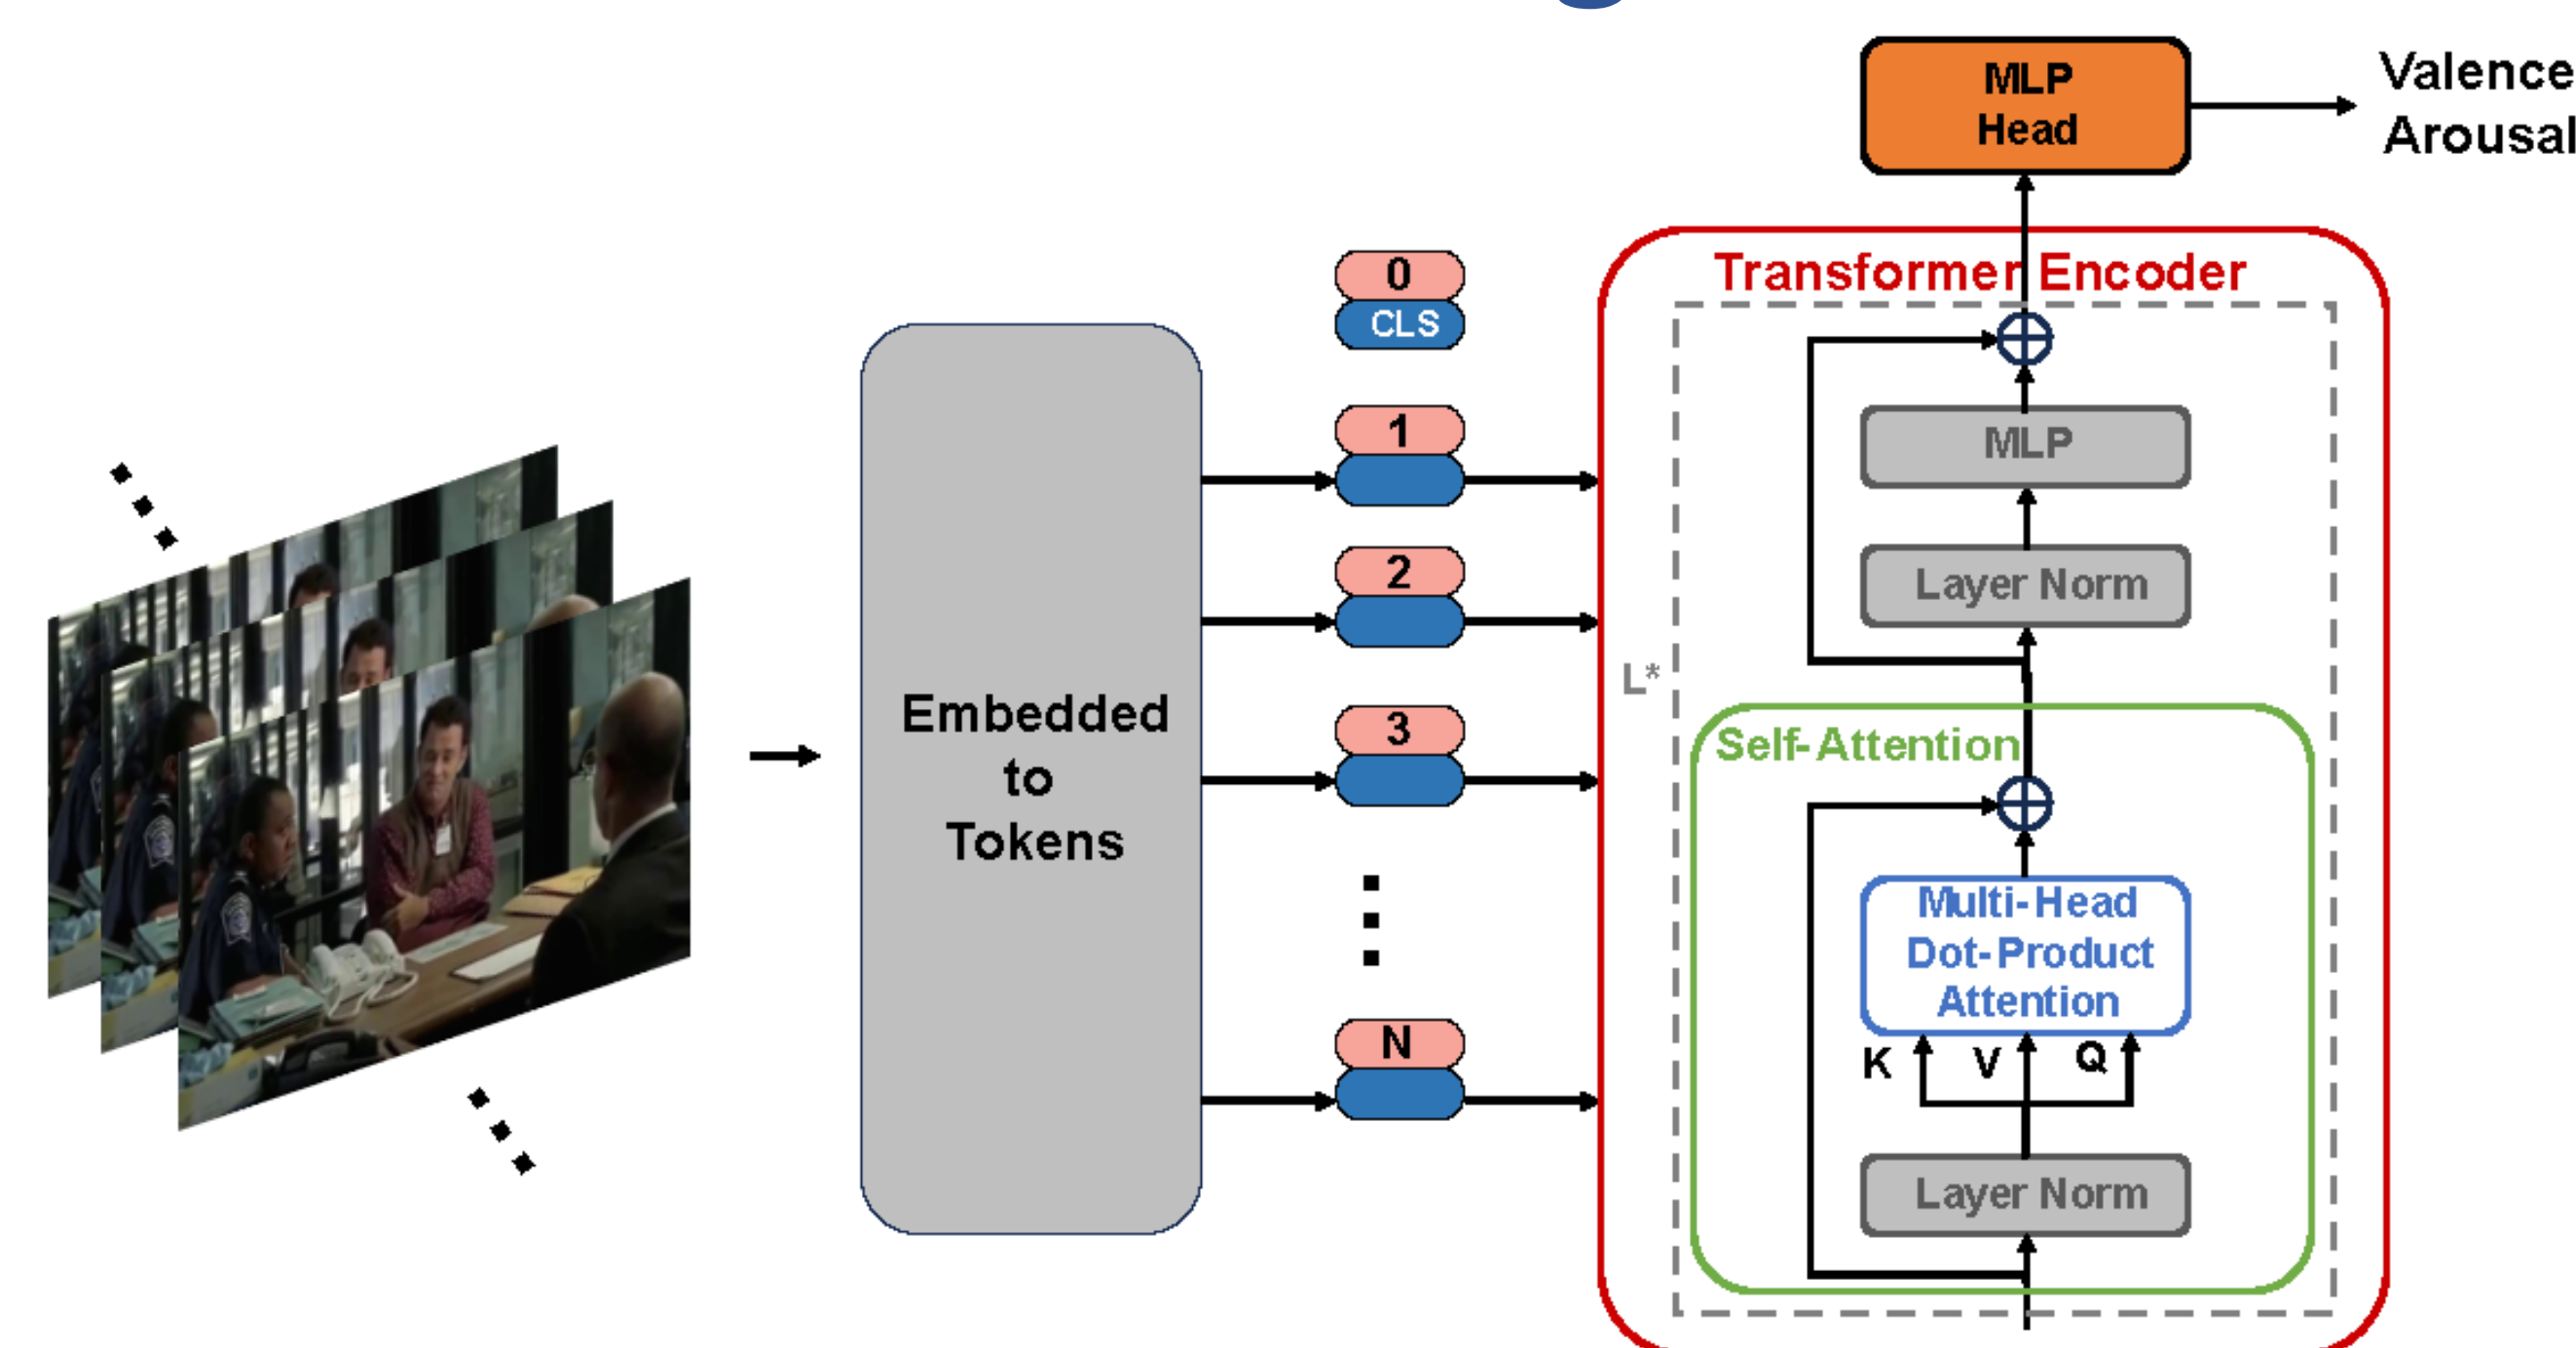 MLP
Head
Valence
Arousal
Transformer Encoder
0
CLS
1
2
3
N
Embedded
to
Tokens
L*
MLP
Layer Norm
Self-Attention
Multi-Head
Dot-Product
Attention
K V Q
Layer Norm